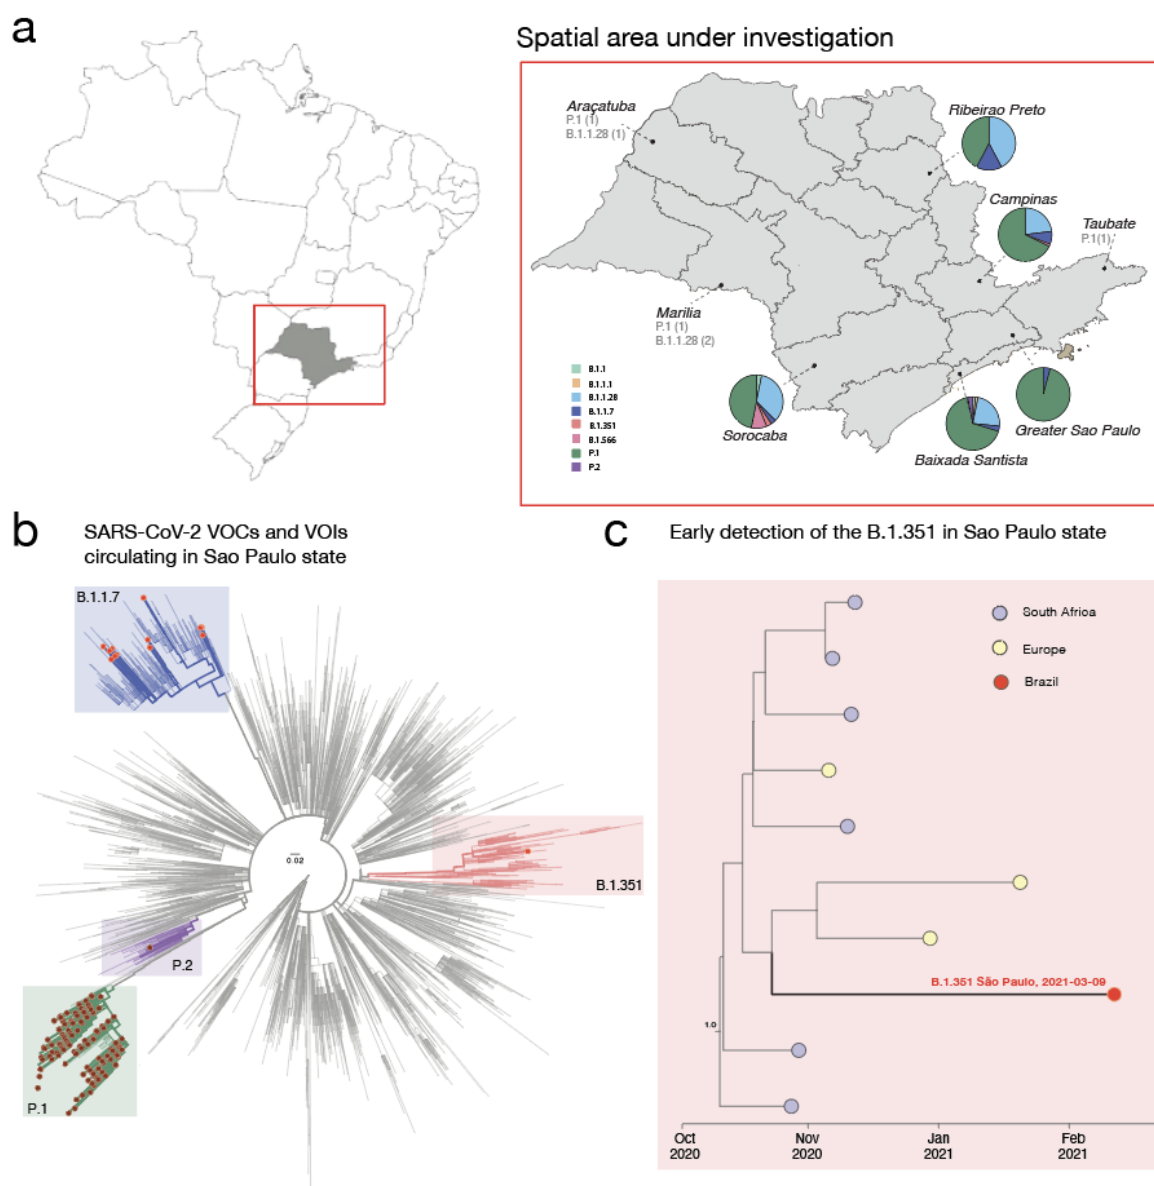 a
Spatial area under investigation
Araçatuba
P.1 (1)
B.1.1.28 (1)
Ribeirao Preto
Campinas
Taubate
P.1(1)
Marilia
P.1 (1)
B.1.1.28 (2)
B.1.1
B.1.1.1
B.1.1.28
B.1.1.7
B.1.351
B.1.566
P.1
P.2
Sorocaba
Greater Sao Paulo
Baixada Santista
b
SARS-CoV-2 VOCs and VOIs
circulating in Sao Paulo state
B.1.1.7
0.02
B.1.351
P.2
P.1
c
Early detection of the B.1.351 in Sao Paulo state
South Africa
Europe
Brazil
B.1.351 São Paulo, 2021-03-09
1.0
Oct
2020
Nov
2020
Jan
2021
Feb
2021